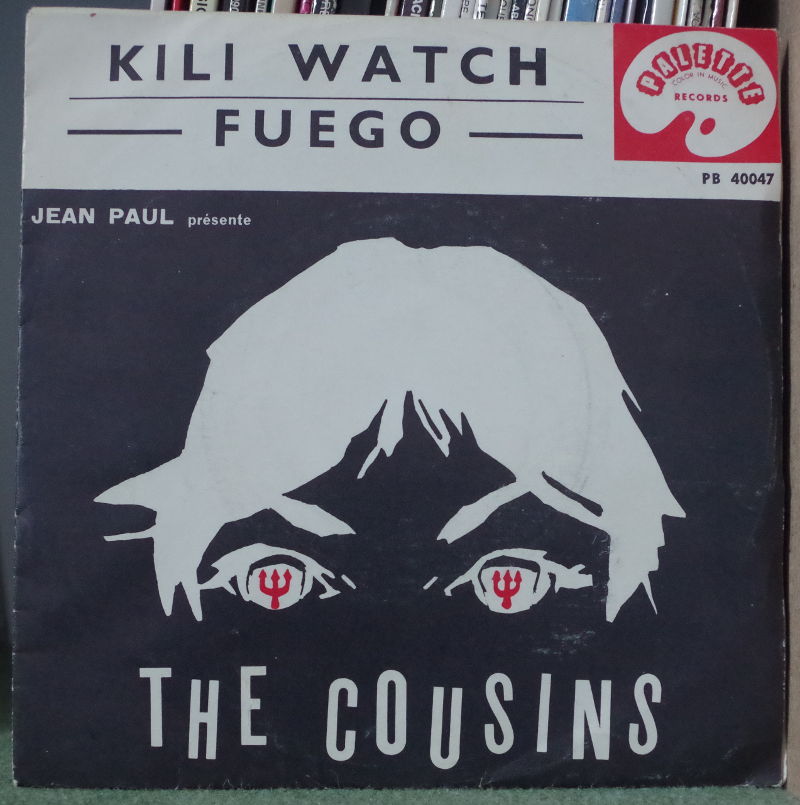 KILI WATCH
FUEGO
PALETTE
COLOR IN MUSIC
RECORDS
PB 40047
JEAN PAUL présente
THE COUSINS